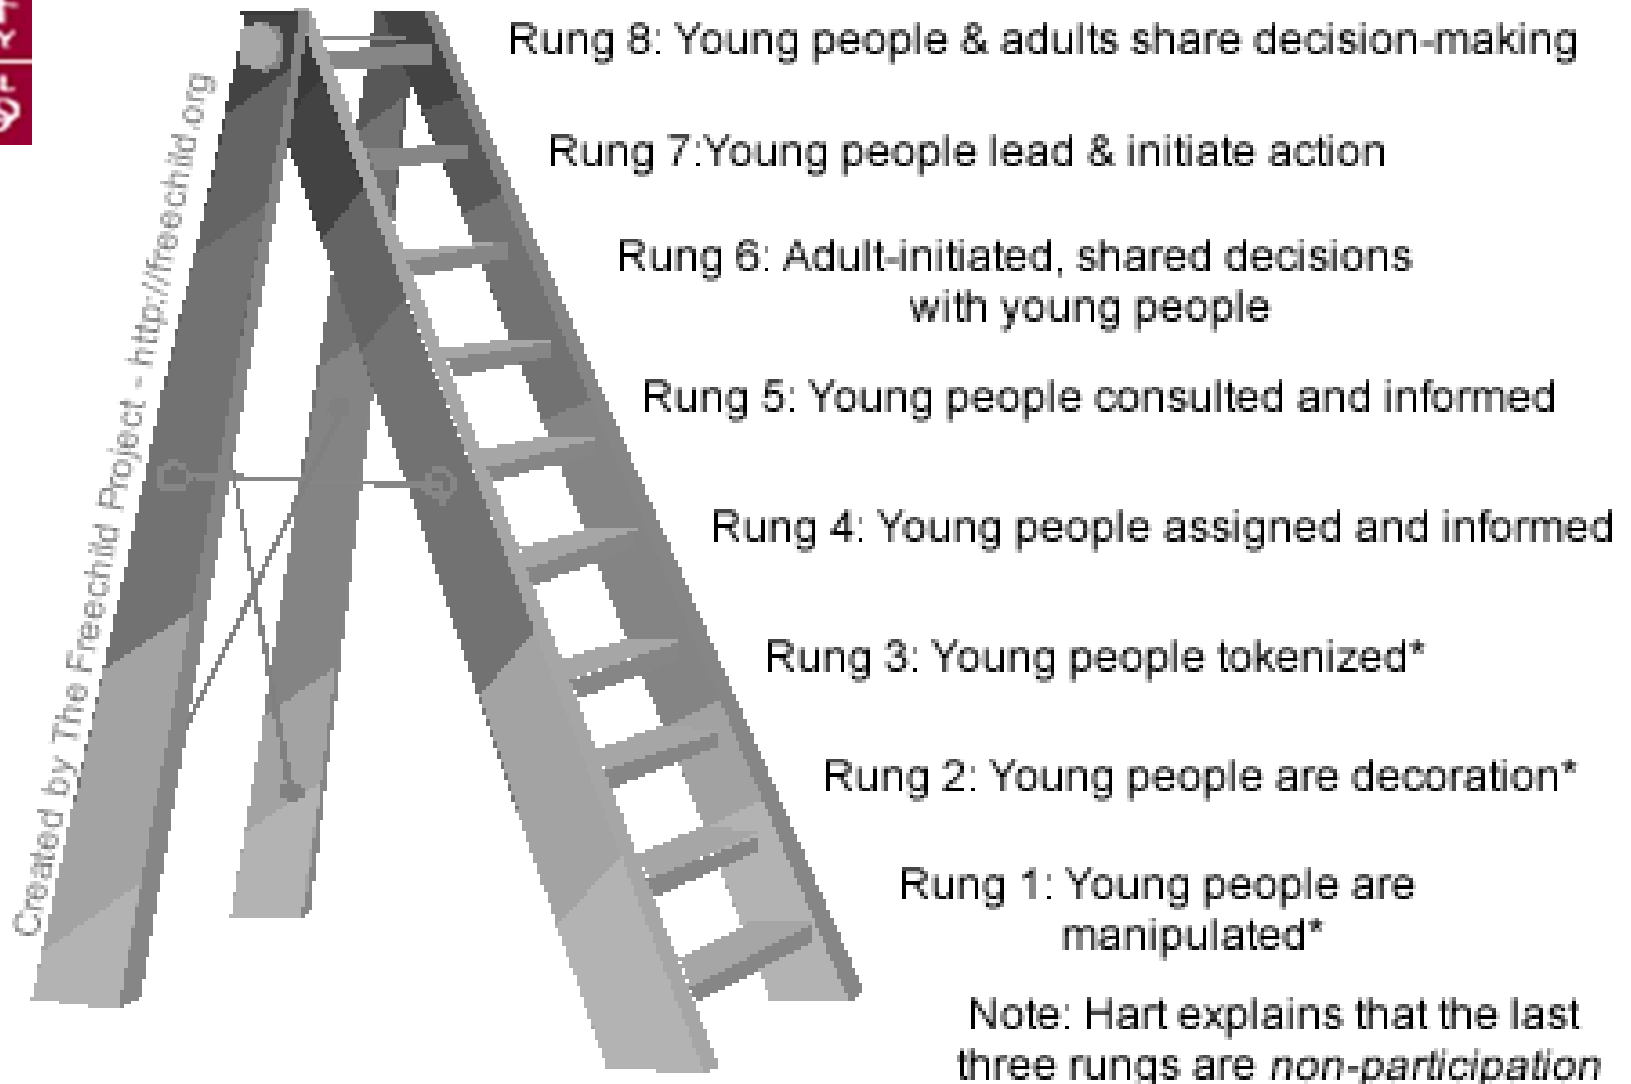 Rung 8: Young people & adults share decision-making
Rung 7:Young people lead & initiate action
Rung 6: Adult-initiated, shared decisions
with young people
Rung 5: Young people consulted and informed
Rung 4: Young people assigned and informed
Rung 3: Young people tokenized*
Rung 2: Young people are decoration*
Rung 1: Young people are
manipulated*
Note: Hart explains that the last
three rungs are non-participation
Created by The Freechild Project - http://freechild.org